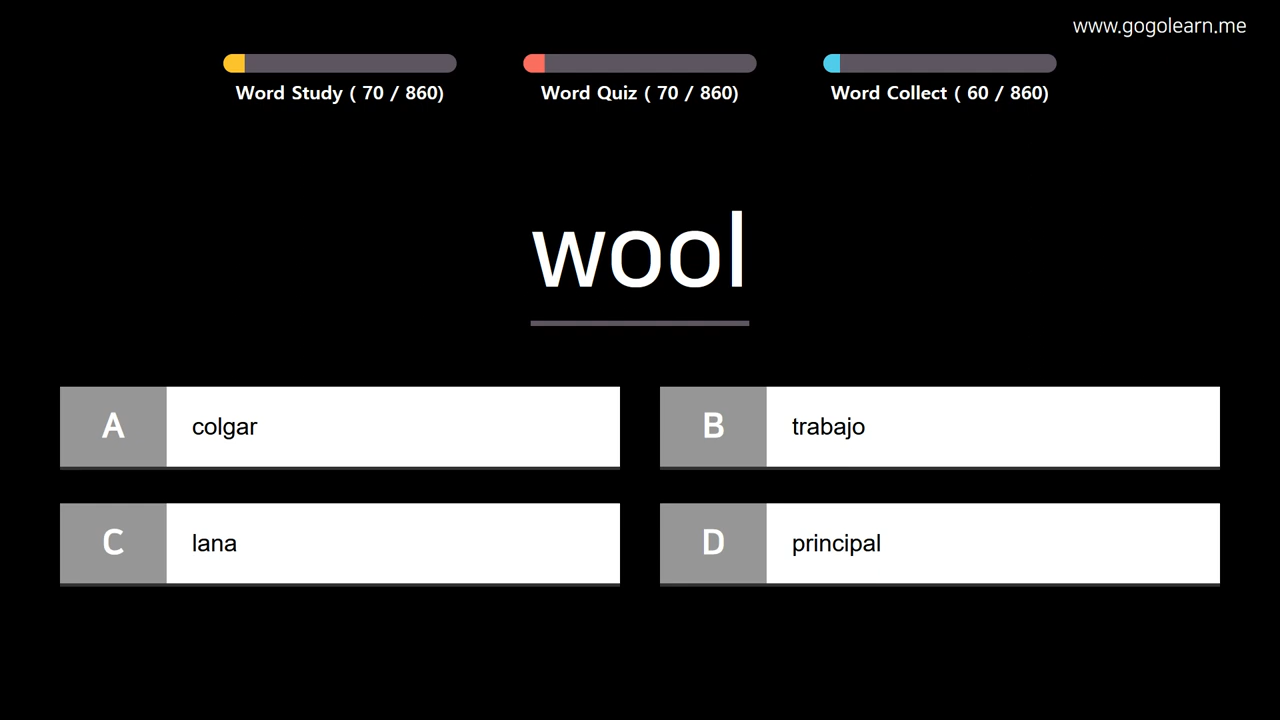 www.gogolearn.me
Word Study ( 70 / 860)
Word Quiz ( 70 / 860)
Word Collect ( 60 / 860)
wool
A colgar
B trabajo
C lana
D principal